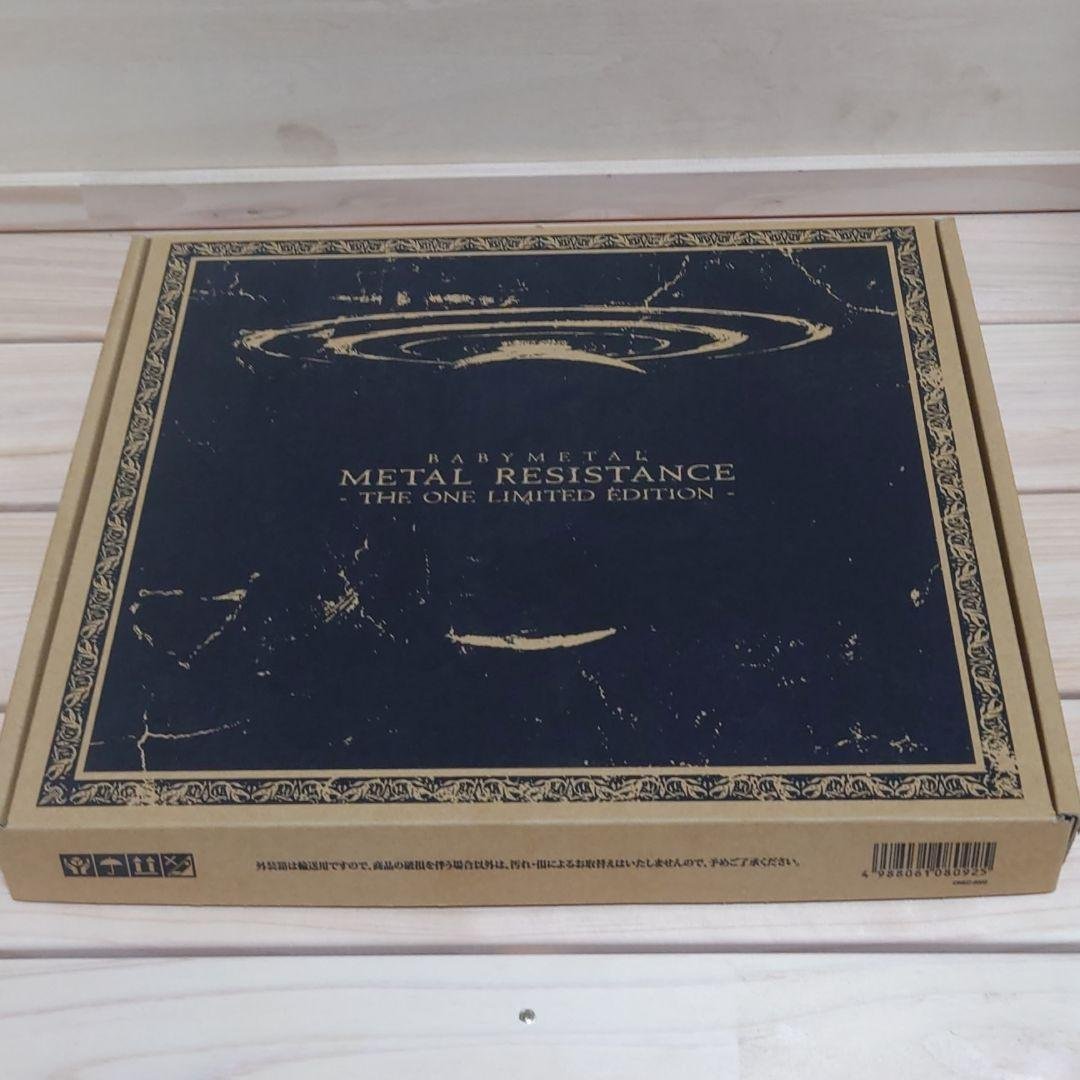 BABYMETAL
METAL RESISTANCE
- THE ONE LIMITED EDITION -
外装箱は輸送用ですので、商品の破損を伴う場合以外は、汚れ・傷によるお取替えはいたしませんので、予めご了承ください。
4 988061 080925